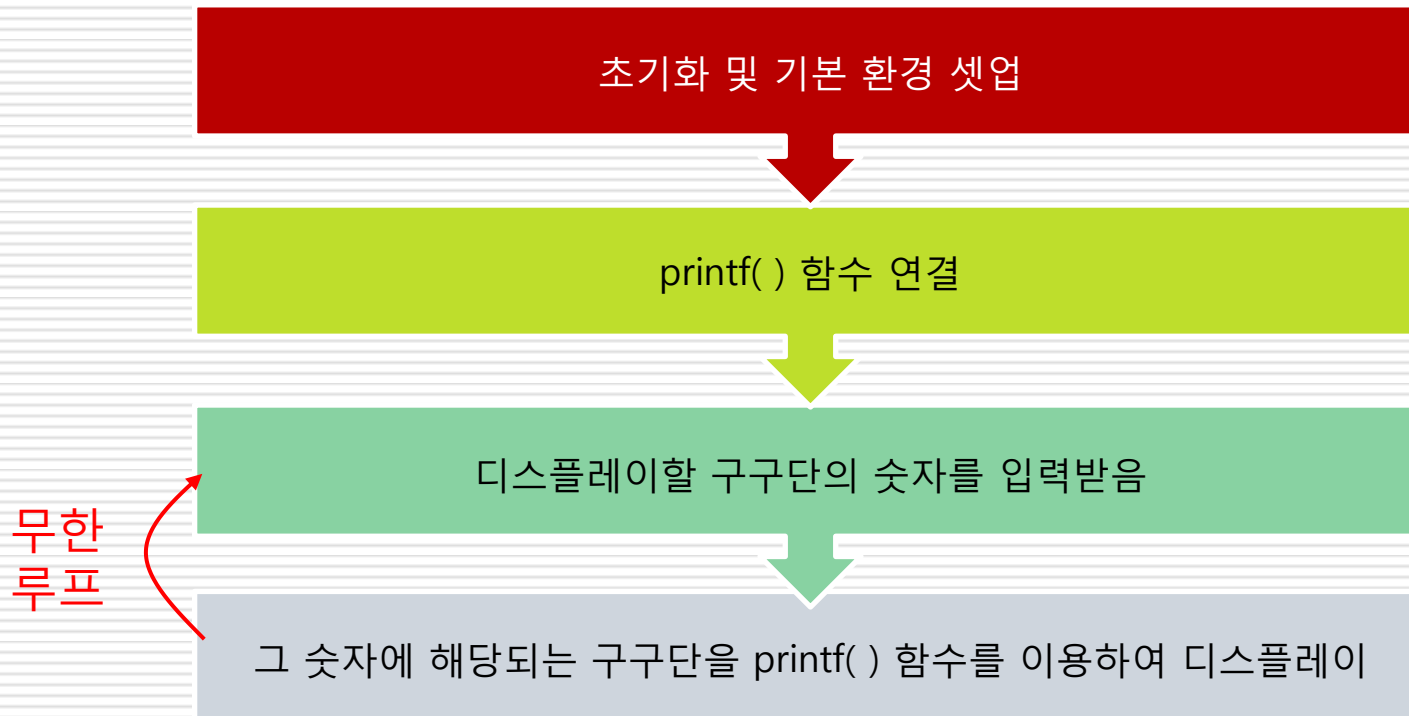 초기화 및 기본 환경 셋업
printf( ) 함수 연결
디스플레이할 구구단의 숫자를 입력받음
무한
루프
그 숫자에 해당되는 구구단을 printf( ) 함수를 이용하여 디스플레이